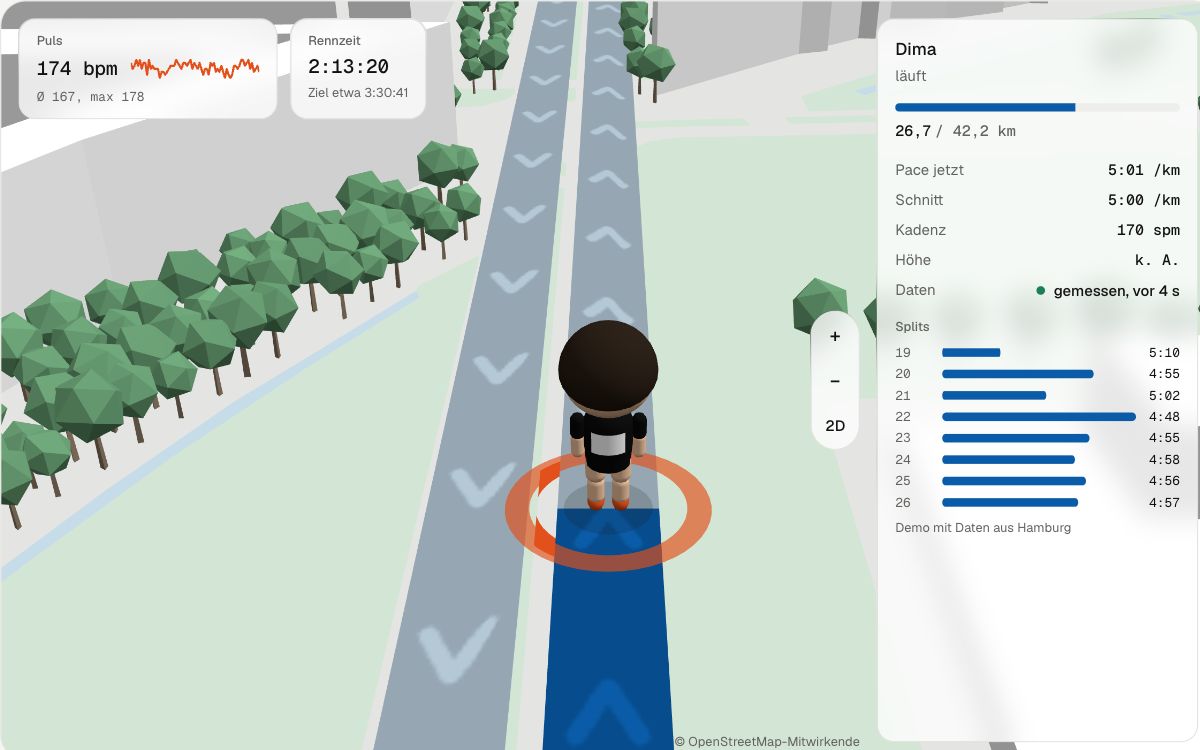 Puls
174 bpm
Ø 167, max 178
Rennzeit
2:13:20
Ziel etwa 3:30:41
Dima
läuft
26,7 / 42,2 km
Pace jetzt 5:01 /km
Schnitt 5:00 /km
Kadenz 170 spm
Höhe k. A.
Daten gemessen, vor 4 s
Splits
19 5:10
20 4:55
21 5:02
22 4:48
23 4:55
24 4:58
25 4:56
26 4:57
Demo mit Daten aus Hamburg
+
−
2D
© OpenStreetMap-Mitwirkende